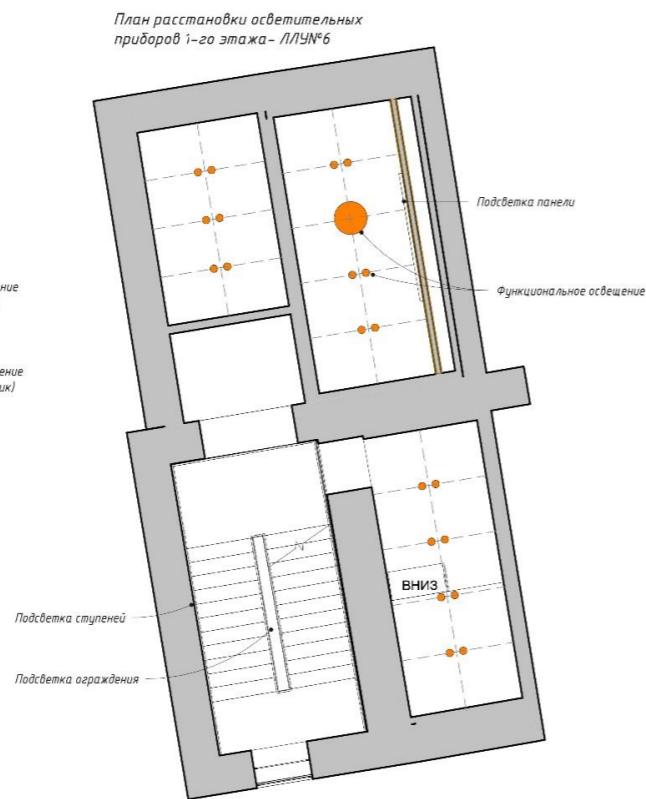 План расстановки осветительных
приборов 1-го этажа- ЛЛУ№6
Подсветка панели
Функциональное освещение
ВНИЗ
Подсветка ступеней
Подсветка ограждения